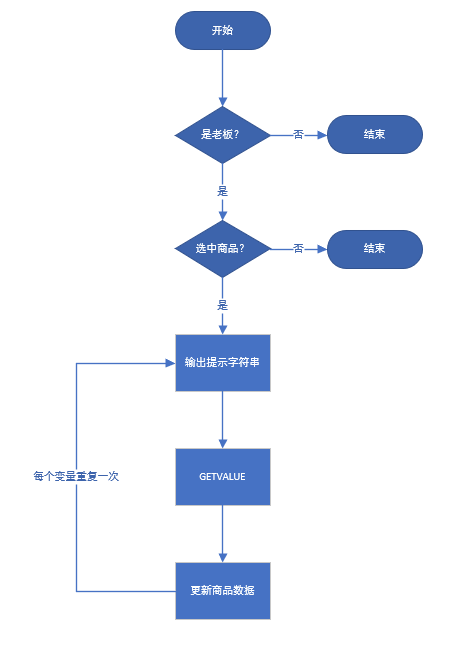 开始
是老板?
否
结束
是
选中商品?
否
结束
是
输出提示字符串
每个变量重复一次
GETVALUE
更新商品数据